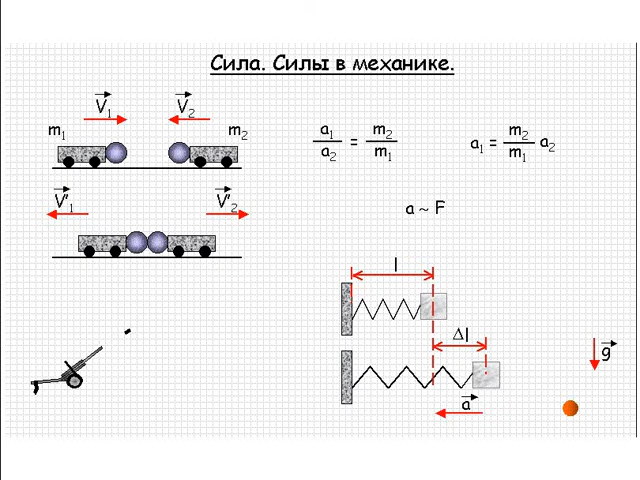 Сила. Силы в механике.
V₁ V₂
m₁ m₂
a₁/a₂ = m₂/m₁
a₁ = m₂/m₁ a₂
V'₁ V'₂
a ~ F
l
Δl
g
a